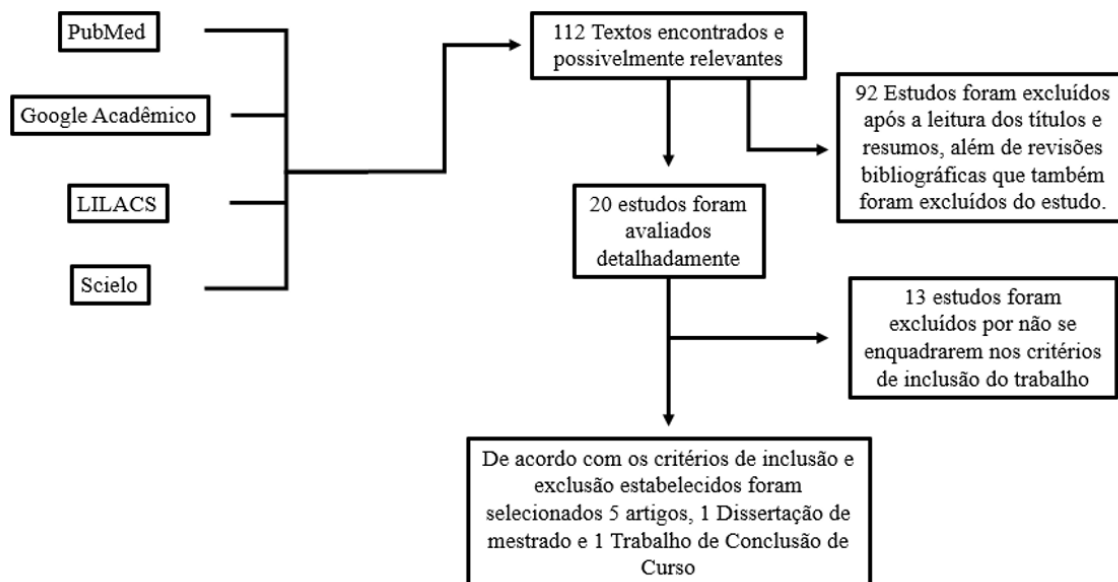 PubMed
Google Acadêmico
LILACS
Scielo
112 Textos encontrados e
possivelmente relevantes
92 Estudos foram excluídos
após a leitura dos títulos e
resumos, além de revisões
bibliográficas que também
foram excluídos do estudo.
20 estudos foram
avaliados
detalhadamente
13 estudos foram
excluídos por não se
enquadrarem nos critérios
de inclusão do trabalho
De acordo com os critérios de inclusão e
exclusão estabelecidos foram
selecionados 5 artigos, 1 Dissertação de
mestrado e 1 Trabalho de Conclusão de
Curso